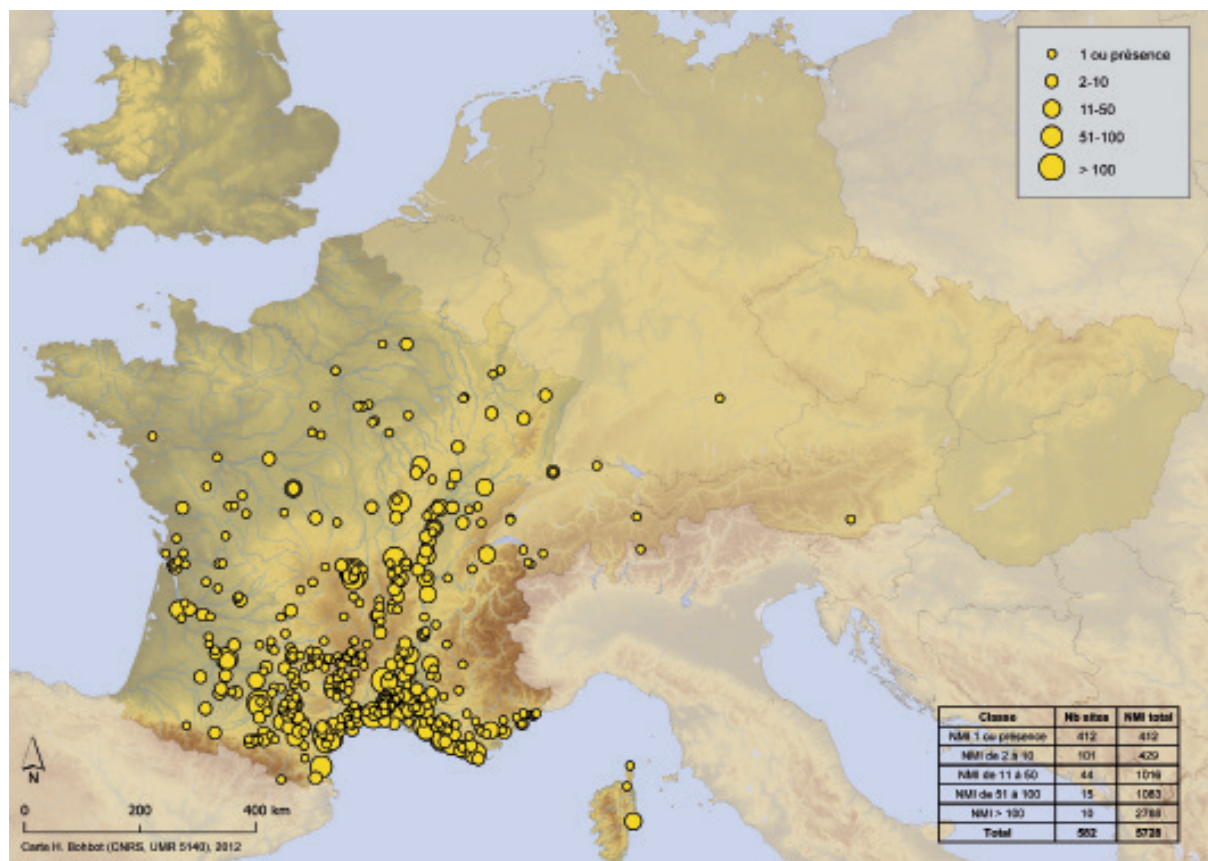 1 ou présence
2-10
11-50
51-100
> 100
N
0 200 400 km
Carte H. Bohbot (CNRS, UMR 5140), 2012
Classe Nb sites NMI total
NMI 1 ou présence 412 412
NMI de 2 à 10 101 429
NMI de 11 à 50 44 1016
NMI de 51 à 100 15 1083
NMI > 100 10 2788
Total 582 5728